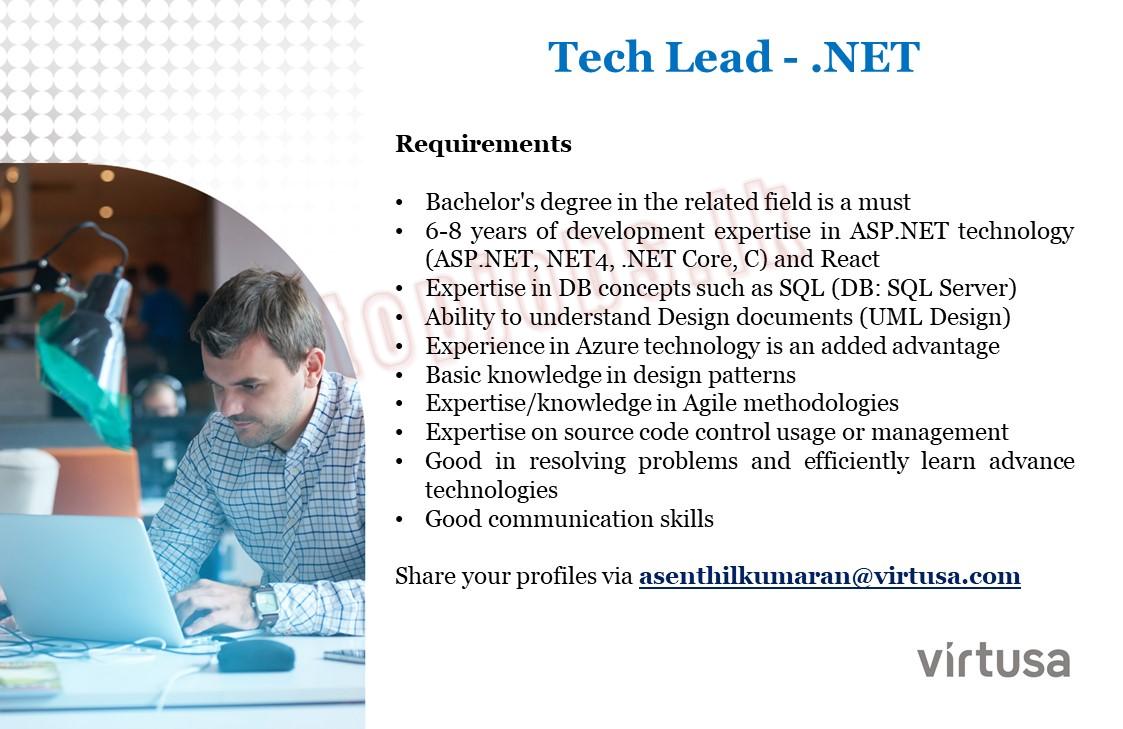 Tech Lead - .NET
Requirements
• Bachelor's degree in the related field is a must
• 6-8 years of development expertise in ASP.NET technology
(ASP.NET, NET4, .NET Core, C) and React
• Expertise in DB concepts such as SQL (DB: SQL Server)
• Ability to understand Design documents (UML Design)
• Experience in Azure technology is an added advantage
• Basic knowledge in design patterns
• Expertise/knowledge in Agile methodologies
• Expertise on source code control usage or management
• Good in resolving problems and efficiently learn advance
technologies
• Good communication skills
Share your profiles via asenthilkumaran@virtusa.com
virtusa
topjobs.lk